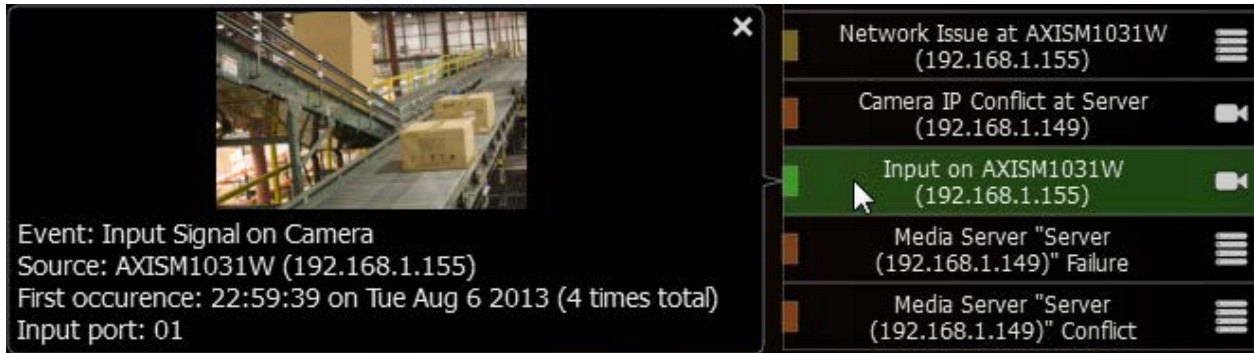 Event: Input Signal on Camera
Source: AXISM1031W (192.168.1.155)
First occurence: 22:59:39 on Tue Aug 6 2013 (4 times total)
Input port: 01
Network Issue at AXISM1031W
(192.168.1.155)
Camera IP Conflict at Server
(192.168.1.149)
Input on AXISM1031W
(192.168.1.155)
Media Server "Server
(192.168.1.149)" Failure
Media Server "Server
(192.168.1.149)" Conflict